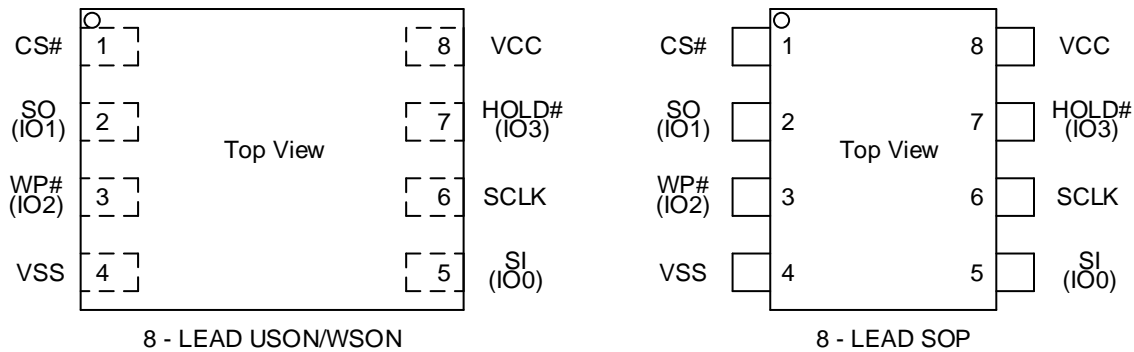 CS# 1 8 VCC
SO
(IO1) 2 7 HOLD#
(IO3)
Top View
WP#
(IO2) 3 6 SCLK
VSS 4 5 SI
(IO0)
8 - LEAD USON/WSON
CS# 1 8 VCC
SO
(IO1) 2 7 HOLD#
(IO3)
Top View
WP#
(IO2) 3 6 SCLK
VSS 4 5 SI
(IO0)
8 - LEAD SOP